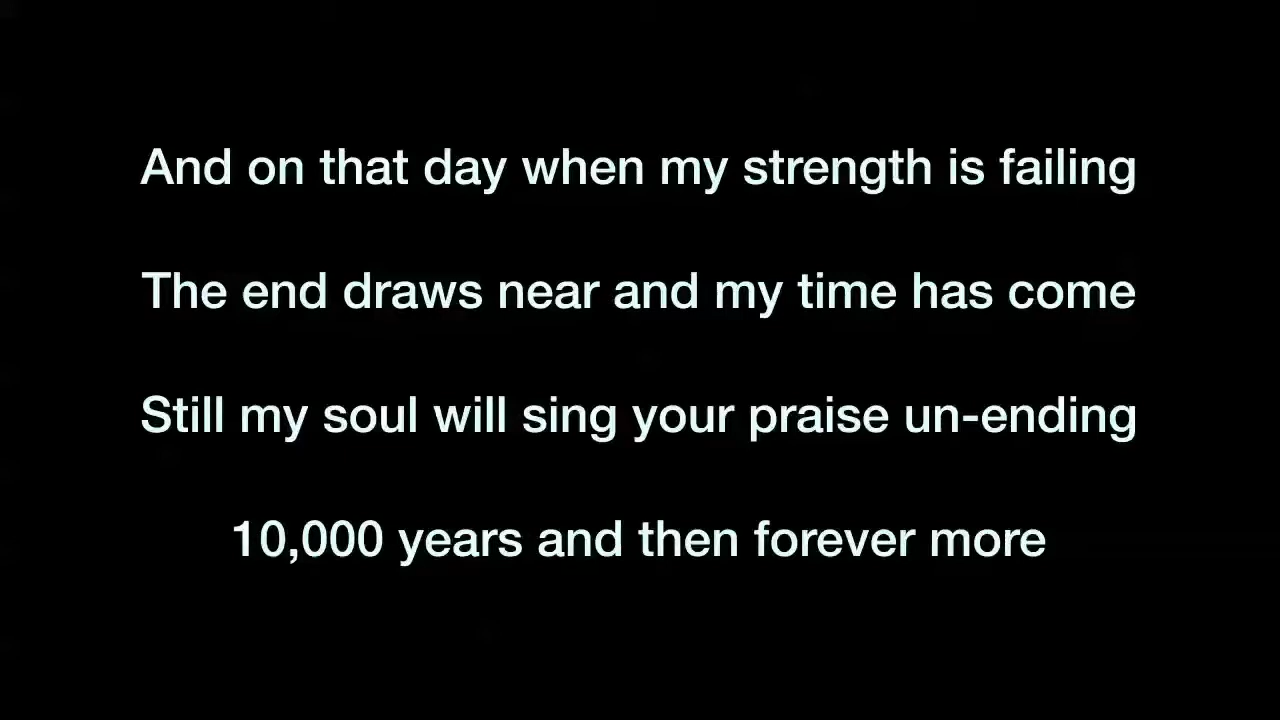 And on that day when my strength is failing
The end draws near and my time has come
Still my soul will sing your praise un-ending
10,000 years and then forever more